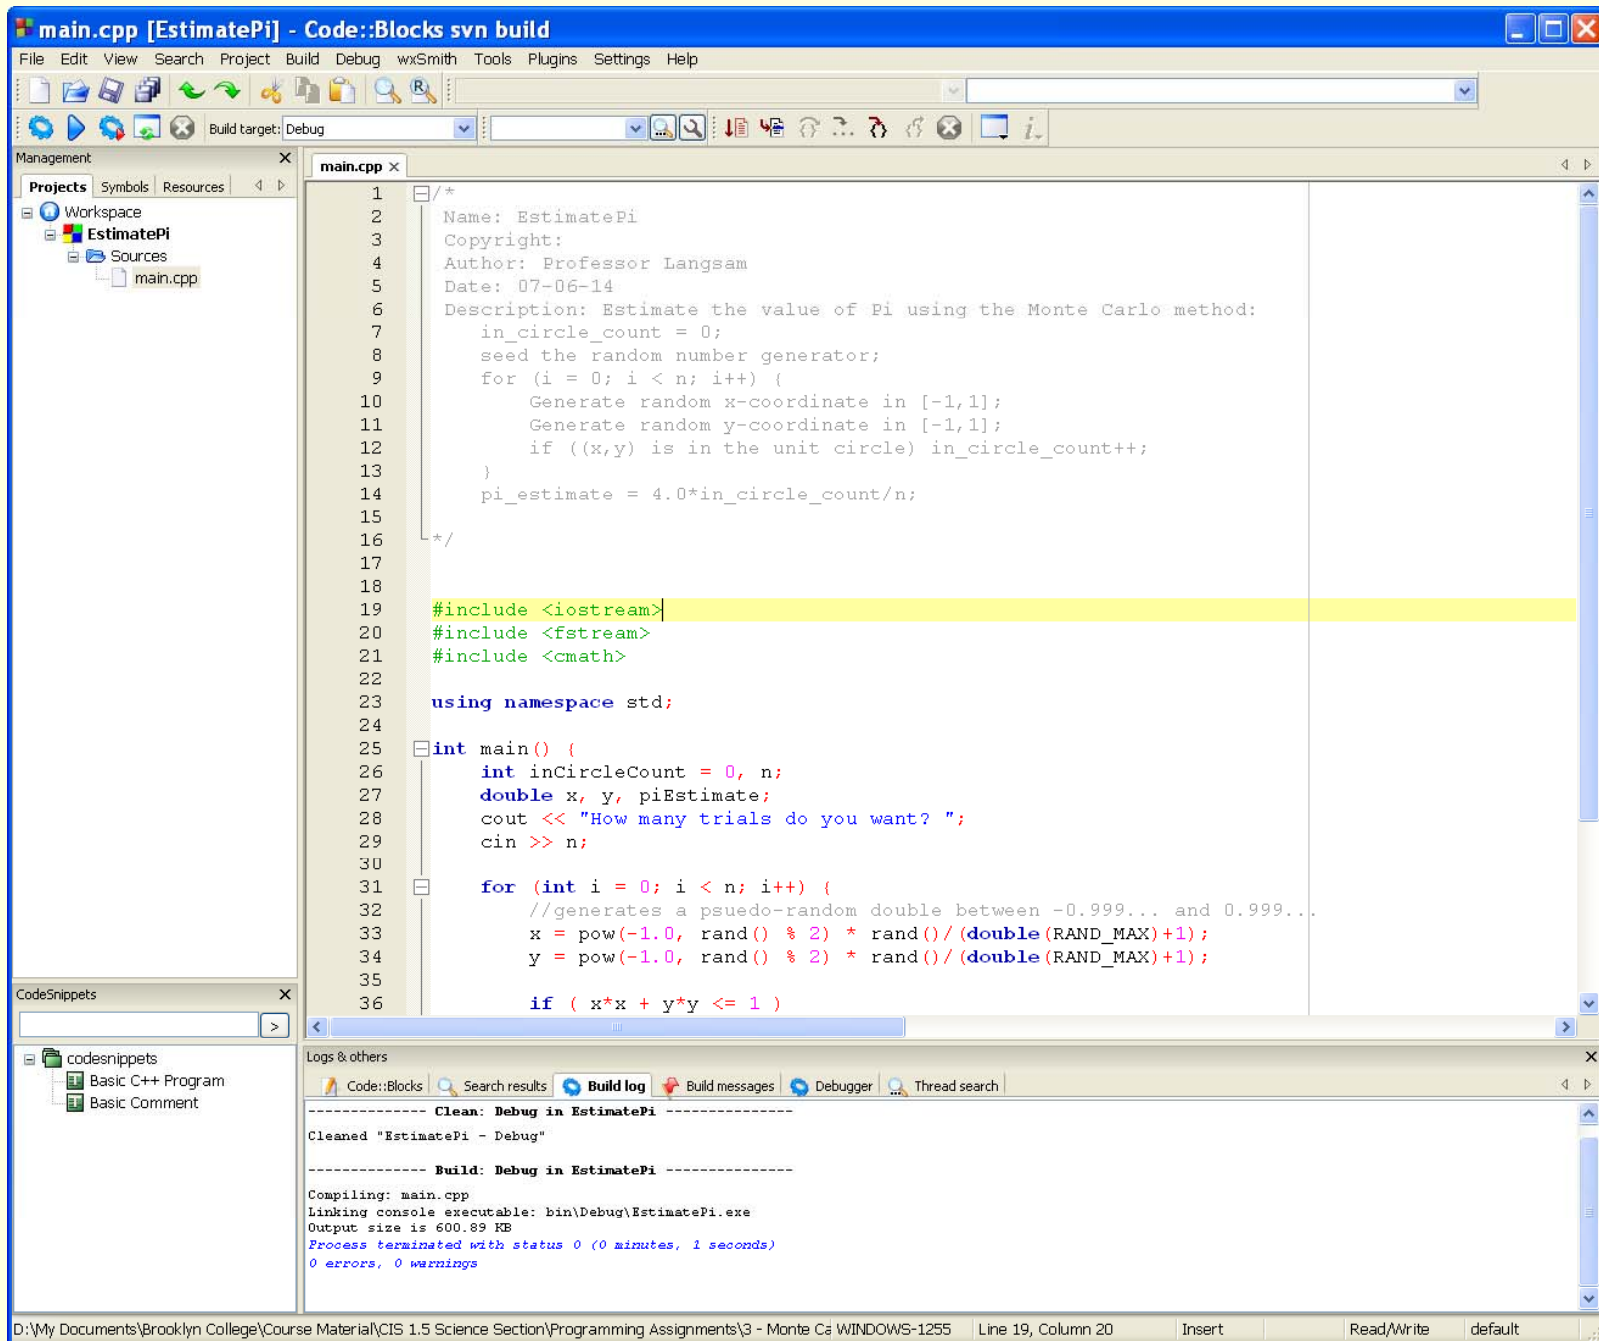 main.cpp [EstimatePi] - Code::Blocks svn build
File Edit View Search Project Build Debug wxSmith Tools Plugins Settings Help
Build target: Debug
Management
Projects Symbols Resources
Workspace
EstimatePi
Sources
main.cpp
main.cpp
1 /*
2 Name: EstimatePi
3 Copyright:
4 Author: Professor Langsam
5 Date: 07-06-14
6 Description: Estimate the value of Pi using the Monte Carlo method:
7 in_circle_count = 0;
8 seed the random number generator;
9 for (i = 0; i < n; i++) {
10 Generate random x-coordinate in [-1,1];
11 Generate random y-coordinate in [-1,1];
12 if ((x,y) is in the unit circle) in_circle_count++;
13 }
14 pi_estimate = 4.0*in_circle_count/n;
15
16 */
17
18
19 #include <iostream>
20 #include <fstream>
21 #include <cmath>
22
23 using namespace std;
24
25 int main() {
26 int inCircleCount = 0, n;
27 double x, y, piEstimate;
28 cout << "How many trials do you want? ";
29 cin >> n;
30
31 for (int i = 0; i < n; i++) {
32 //generates a psuedo-random double between -0.999... and 0.999...
33 x = pow(-1.0, rand() % 2) * rand()/(double(RAND_MAX)+1);
34 y = pow(-1.0, rand() % 2) * rand()/(double(RAND_MAX)+1);
35
36 if ( x*x + y*y <= 1 )
CodeSnippets
>
codesnippets
Basic C++ Program
Basic Comment
Logs & others
Code::Blocks Search results Build log Build messages Debugger Thread search
-------------- Clean: Debug in EstimatePi ---------------
Cleaned "EstimatePi - Debug"
-------------- Build: Debug in EstimatePi ---------------
Compiling: main.cpp
Linking console executable: bin\Debug\EstimatePi.exe
Output size is 600.89 KB
Process terminated with status 0 (0 minutes, 1 seconds)
0 errors, 0 warnings
D:\My Documents\Brooklyn College\Course Material\CIS 1.5 Science Section\Programming Assignments\3 - Monte Ca WINDOWS-1255 Line 19, Column 20 Insert Read/Write default